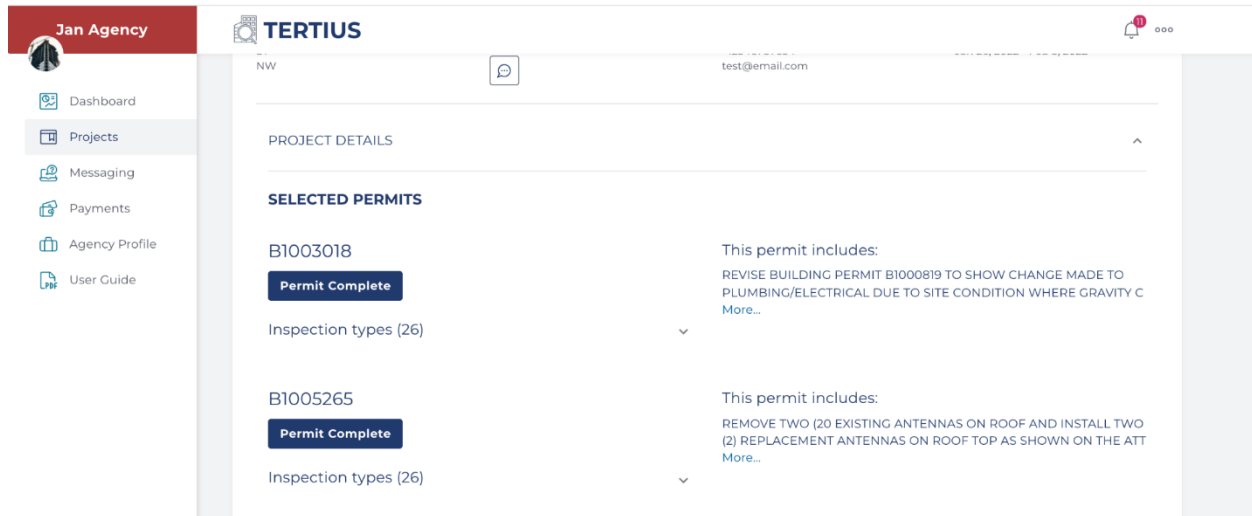 Jan Agency
TERTIUS
11
NW
test@email.com
Dashboard
Projects
Messaging
Payments
Agency Profile
PDF
User Guide
PROJECT DETAILS
SELECTED PERMITS
B1003018
Permit Complete
Inspection types (26)
This permit includes:
REVISE BUILDING PERMIT B1000819 TO SHOW CHANGE MADE TO
PLUMBING/ELECTRICAL DUE TO SITE CONDITION WHERE GRAVITY C
More...
B1005265
Permit Complete
Inspection types (26)
This permit includes:
REMOVE TWO (20 EXISTING ANTENNAS ON ROOF AND INSTALL TWO
(2) REPLACEMENT ANTENNAS ON ROOF TOP AS SHOWN ON THE ATT
More...